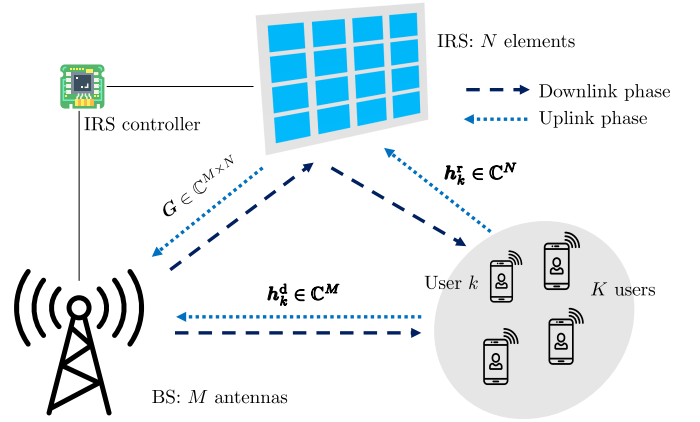 IRS: N elements
Downlink phase
Uplink phase
IRS controller
G ∈ ℂ^{M×N}
h_k^r ∈ ℂ^N
h_k^d ∈ ℂ^M
User k
K users
BS: M antennas